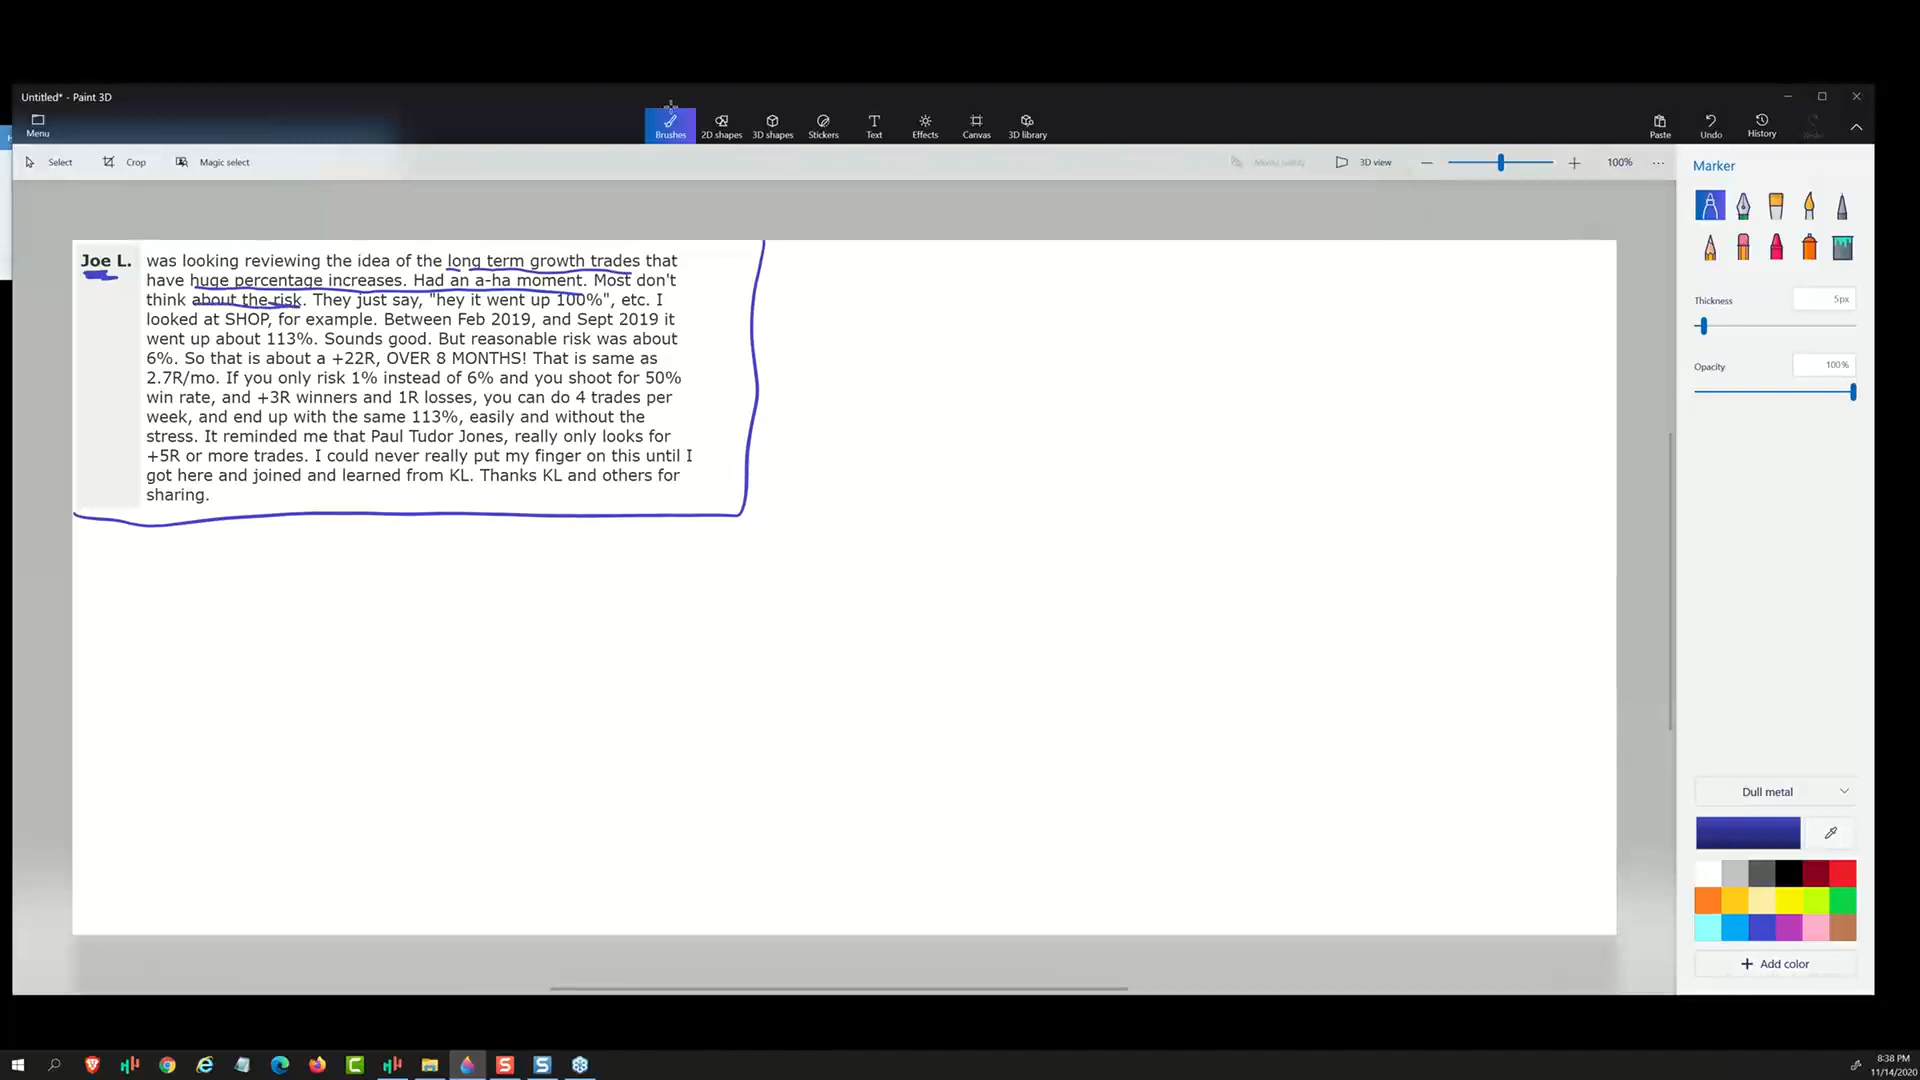 Untitled* - Paint 3D
Menu
Brushes
2D shapes
3D shapes
Stickers
Text
Effects
Canvas
3D library
Paste
Undo
History
Select
Crop
Magic select
3D view
100%
Marker
Thickness
5px
Opacity
100%
Joe L.
was looking reviewing the idea of the long term growth trades that
have huge percentage increases. Had an a-ha moment. Most don't
think about the risk. They just say, "hey it went up 100%", etc. I
looked at SHOP, for example. Between Feb 2019, and Sept 2019 it
went up about 113%. Sounds good. But reasonable risk was about
6%. So that is about a +22R, OVER 8 MONTHS! That is same as
2.7R/mo. If you only risk 1% instead of 6% and you shoot for 50%
win rate, and +3R winners and 1R losses, you can do 4 trades per
week, and end up with the same 113%, easily and without the
stress. It reminded me that Paul Tudor Jones, really only looks for
+5R or more trades. I could never really put my finger on this until I
got here and joined and learned from KL. Thanks KL and others for
sharing.
Dull metal
Add color
8:38 PM
11/14/2020